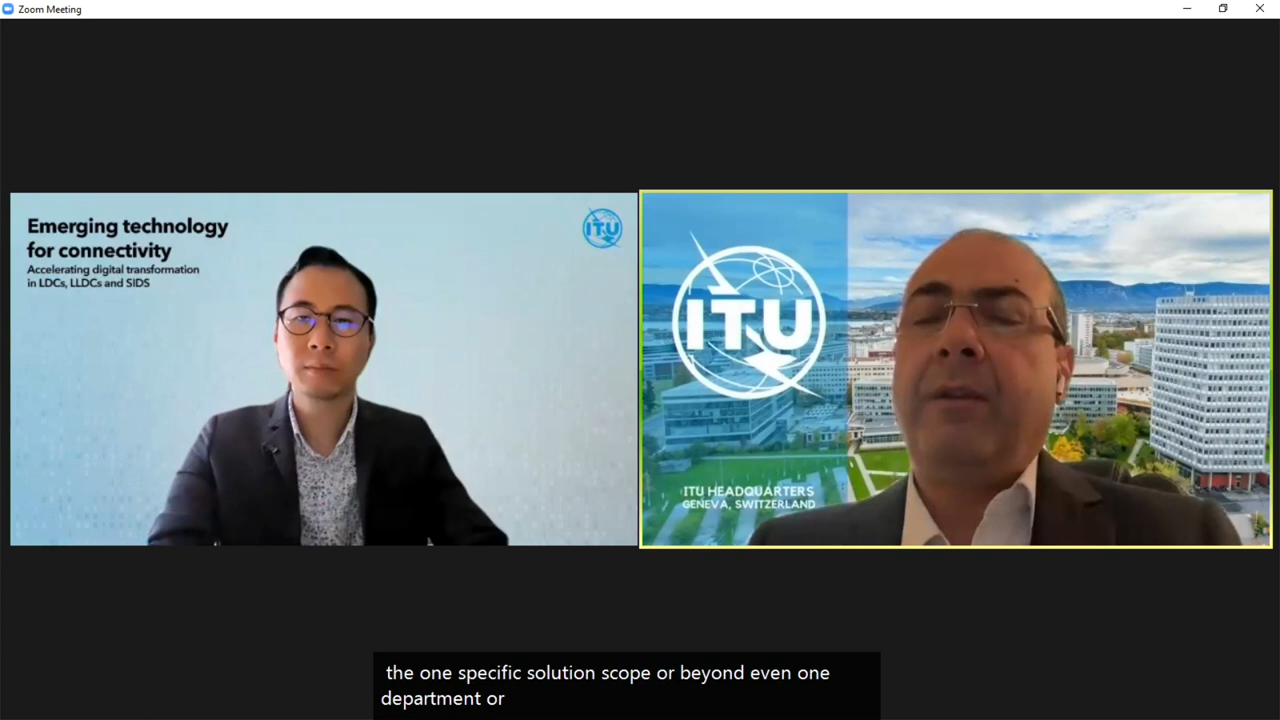 Zoom Meeting
Emerging technology
for connectivity
Accelerating digital transformation
in LDCs, LLDCs and SIDS
ITU
ITU
ITU HEADQUARTERS
GENEVA, SWITZERLAND
the one specific solution scope or beyond even one
department or